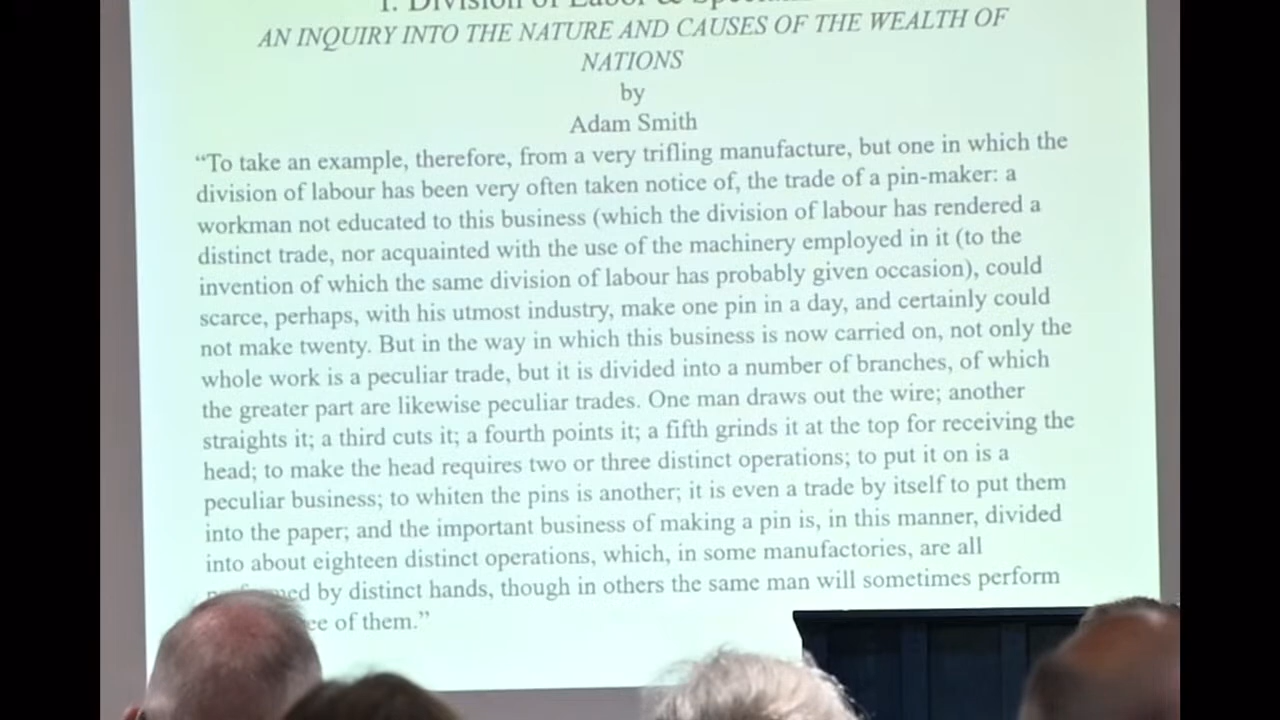 I. Division of Labor &
AN INQUIRY INTO THE NATURE AND CAUSES OF THE WEALTH OF
NATIONS
by
Adam Smith
“To take an example, therefore, from a very trifling manufacture, but one in which the
division of labour has been very often taken notice of, the trade of a pin-maker: a
workman not educated to this business (which the division of labour has rendered a
distinct trade, nor acquainted with the use of the machinery employed in it (to the
invention of which the same division of labour has probably given occasion), could
scarce, perhaps, with his utmost industry, make one pin in a day, and certainly could
not make twenty. But in the way in which this business is now carried on, not only the
whole work is a peculiar trade, but it is divided into a number of branches, of which
the greater part are likewise peculiar trades. One man draws out the wire; another
straights it; a third cuts it; a fourth points it; a fifth grinds it at the top for receiving the
head; to make the head requires two or three distinct operations; to put it on is a
peculiar business; to whiten the pins is another; it is even a trade by itself to put them
into the paper; and the important business of making a pin is, in this manner, divided
into about eighteen distinct operations, which, in some manufactories, are all
by distinct hands, though in others the same man will sometimes perform
of them.”